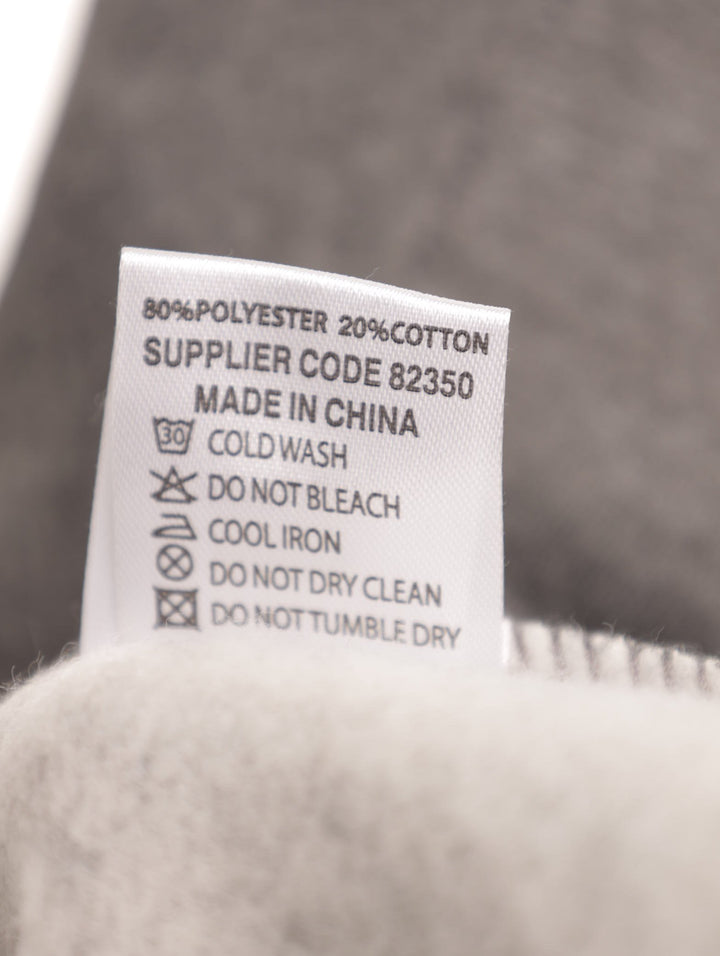 80%POLYESTER 20%COTTON
SUPPLIER CODE 82350
MADE IN CHINA
30 COLD WASH
DO NOT BLEACH
COOL IRON
DO NOT DRY CLEAN
DO NOT TUMBLE DRY